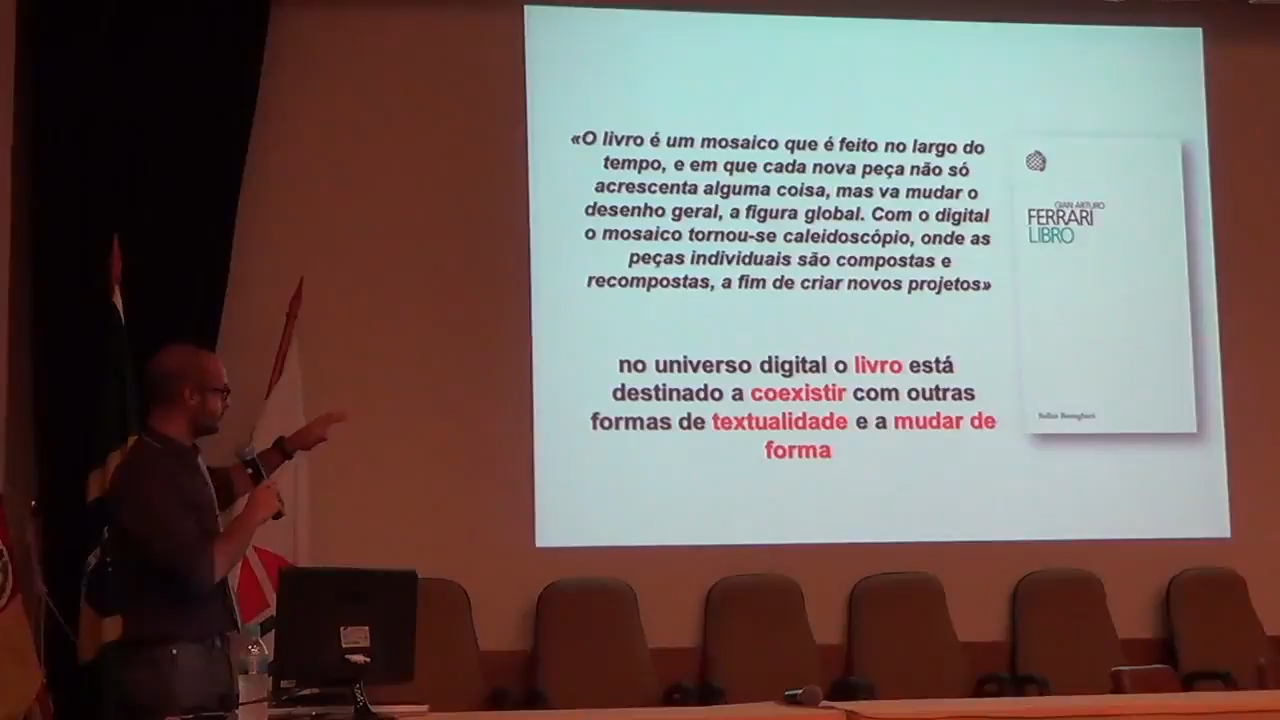 «O livro é um mosaico que é feito no largo do
tempo, e em que cada nova peça não só
acrescenta alguma coisa, mas va mudar o
desenho geral, a figura global. Com o digital
o mosaico tornou-se caleidoscópio, onde as
peças individuais são compostas e
recompostas, a fim de criar novos projetos»
no universo digital o livro está
destinado a coexistir com outras
formas de textualidade e a mudar de
forma
GIAN ARTURO
FERRARI
LIBRO
Bollati Boringhieri